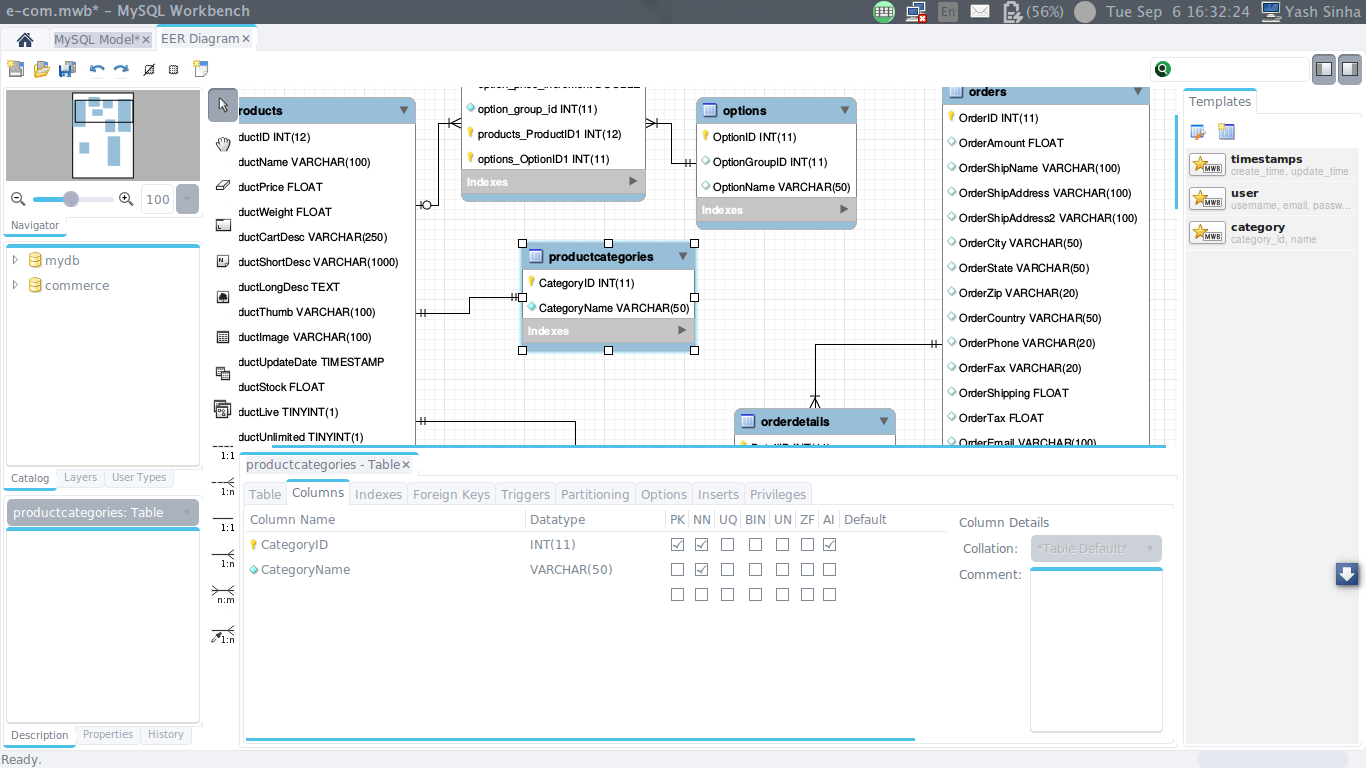 e-com.mwb* – MySQL Workbench
En
(56%)
Tue Sep 6 16:32:24
Yash Sinha
MySQL Model*
EER Diagram
roducts
ductID INT(12)
ductName VARCHAR(100)
ductPrice FLOAT
ductWeight FLOAT
ductCartDesc VARCHAR(250)
ductShortDesc VARCHAR(1000)
ductLongDesc TEXT
ductThumb VARCHAR(100)
ductImage VARCHAR(100)
ductUpdateDate TIMESTAMP
ductStock FLOAT
ductLive TINYINT(1)
ductUnlimited TINYINT(1)
option_price_increment DOUBLE
option_group_id INT(11)
products_ProductID1 INT(12)
options_OptionID1 INT(11)
Indexes
options
OptionID INT(11)
OptionGroupID INT(11)
OptionName VARCHAR(50)
Indexes
productcategories
CategoryID INT(11)
CategoryName VARCHAR(50)
Indexes
orderdetails
orders
OrderID INT(11)
OrderAmount FLOAT
OrderShipName VARCHAR(100)
OrderShipAddress VARCHAR(100)
OrderShipAddress2 VARCHAR(100)
OrderCity VARCHAR(50)
OrderState VARCHAR(50)
OrderZip VARCHAR(20)
OrderCountry VARCHAR(50)
OrderPhone VARCHAR(20)
OrderFax VARCHAR(20)
OrderShipping FLOAT
OrderTax FLOAT
OrderEmail VARCHAR(100)
100
Navigator
mydb
commerce
Catalog
Layers
User Types
productcategories: Table
Description
Properties
History
1:1
1:n
1:1
1:n
n:m
1:n
Templates
MWB
timestamps
create_time, update_time
MWB
user
username, email, passw...
MWB
category
category_id, name
productcategories - Table
Table
Columns
Indexes
Foreign Keys
Triggers
Partitioning
Options
Inserts
Privileges
Column Name
Datatype
PK
NN
UQ
BIN
UN
ZF
AI
Default
CategoryID
INT(11)
CategoryName
VARCHAR(50)
Column Details
Collation:
*Table Default*
Comment:
Ready.